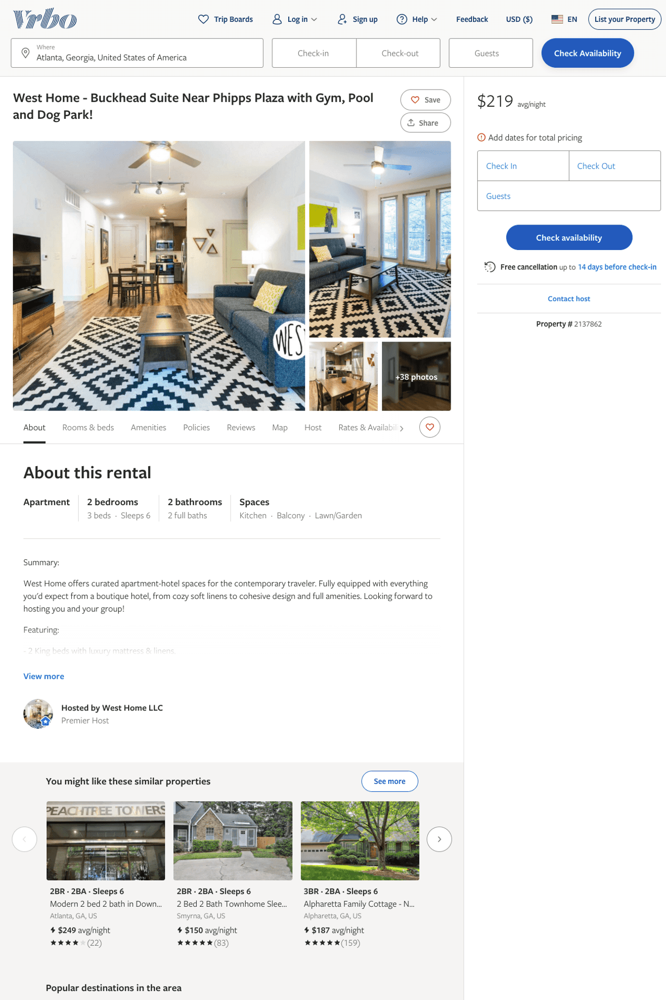 Vrbo
Trip Boards
Log in
Sign up
Help
Feedback
USD ($)
EN
List your Property
Where
Atlanta, Georgia, United States of America
Check-in
Check-out
Guests
Check Availability
West Home - Buckhead Suite Near Phipps Plaza with Gym, Pool
and Dog Park!
Save
Share
$219 avg/night
Add dates for total pricing
Check In
Check Out
Guests
Check availability
Free cancellation up to 14 days before check-in
Contact host
Property # 2137862
WES
+38 photos
About
Rooms & beds
Amenities
Policies
Reviews
Map
Host
Rates & Availabili
About this rental
Apartment
2 bedrooms
3 beds · Sleeps 6
2 bathrooms
2 full baths
Spaces
Kitchen · Balcony · Lawn/Garden
Summary:
West Home offers curated apartment-hotel spaces for the contemporary traveler. Fully equipped with everything
you'd expect from a boutique hotel, from cozy soft linens to cohesive design and full amenities. Looking forward to
hosting you and your group!
Featuring:
- 2 King beds with luxury mattress & linens.
View more
Hosted by West Home LLC
Premier Host
You might like these similar properties
See more
PEACHTREE TOWERS
2BR · 2BA · Sleeps 6
Modern 2 bed 2 bath in Down...
Atlanta, GA, US
$249 avg/night
(22)
2BR · 2BA · Sleeps 6
2 Bed 2 Bath Townhome Slee...
Smyrna, GA, US
$150 avg/night
(83)
3BR · 2BA · Sleeps 6
Alpharetta Family Cottage - N...
Alpharetta, GA, US
$187 avg/night
(159)
Popular destinations in the area